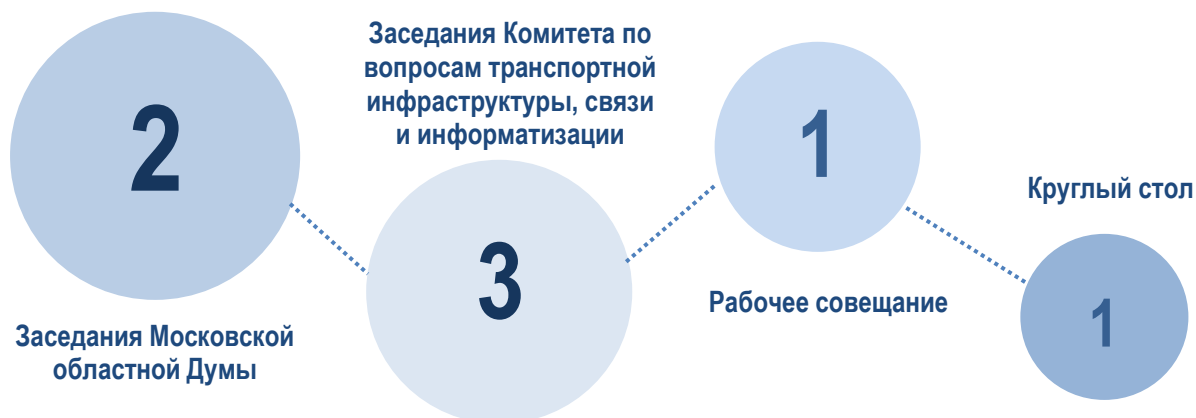 2
Заседания Московской
областной Думы
Заседания Комитета по
вопросам транспортной
инфраструктуры, связи
и информатизации
3
1
Рабочее совещание
Круглый стол
1